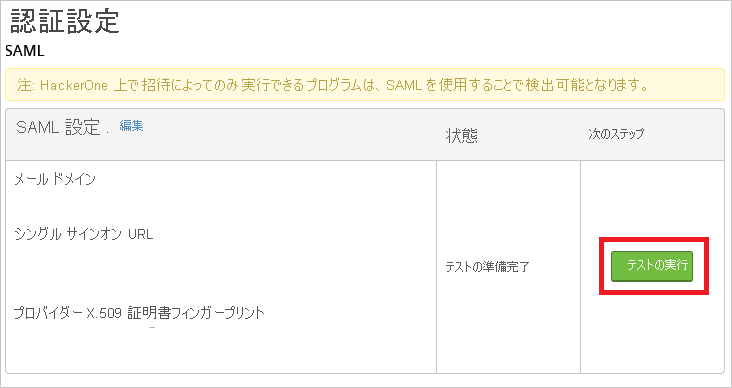 認証設定
SAML
注: HackerOne 上で招待によってのみ実行できるプログラムは、SAML を使用することで検出可能となります。
SAML 設定 . 編集
状態
次のステップ
メール ドメイン
シングル サインオン URL
テストの準備完了
テストの実行
プロバイダー X.509 証明書フィンガープリント